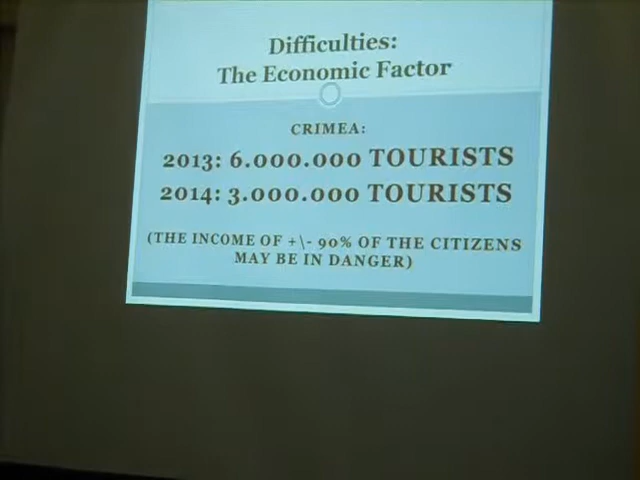 Difficulties:
The Economic Factor
CRIMEA:
2013: 6.000.000 TOURISTS
2014: 3.000.000 TOURISTS
(THE INCOME OF +\- 90% OF THE CITIZENS
MAY BE IN DANGER)